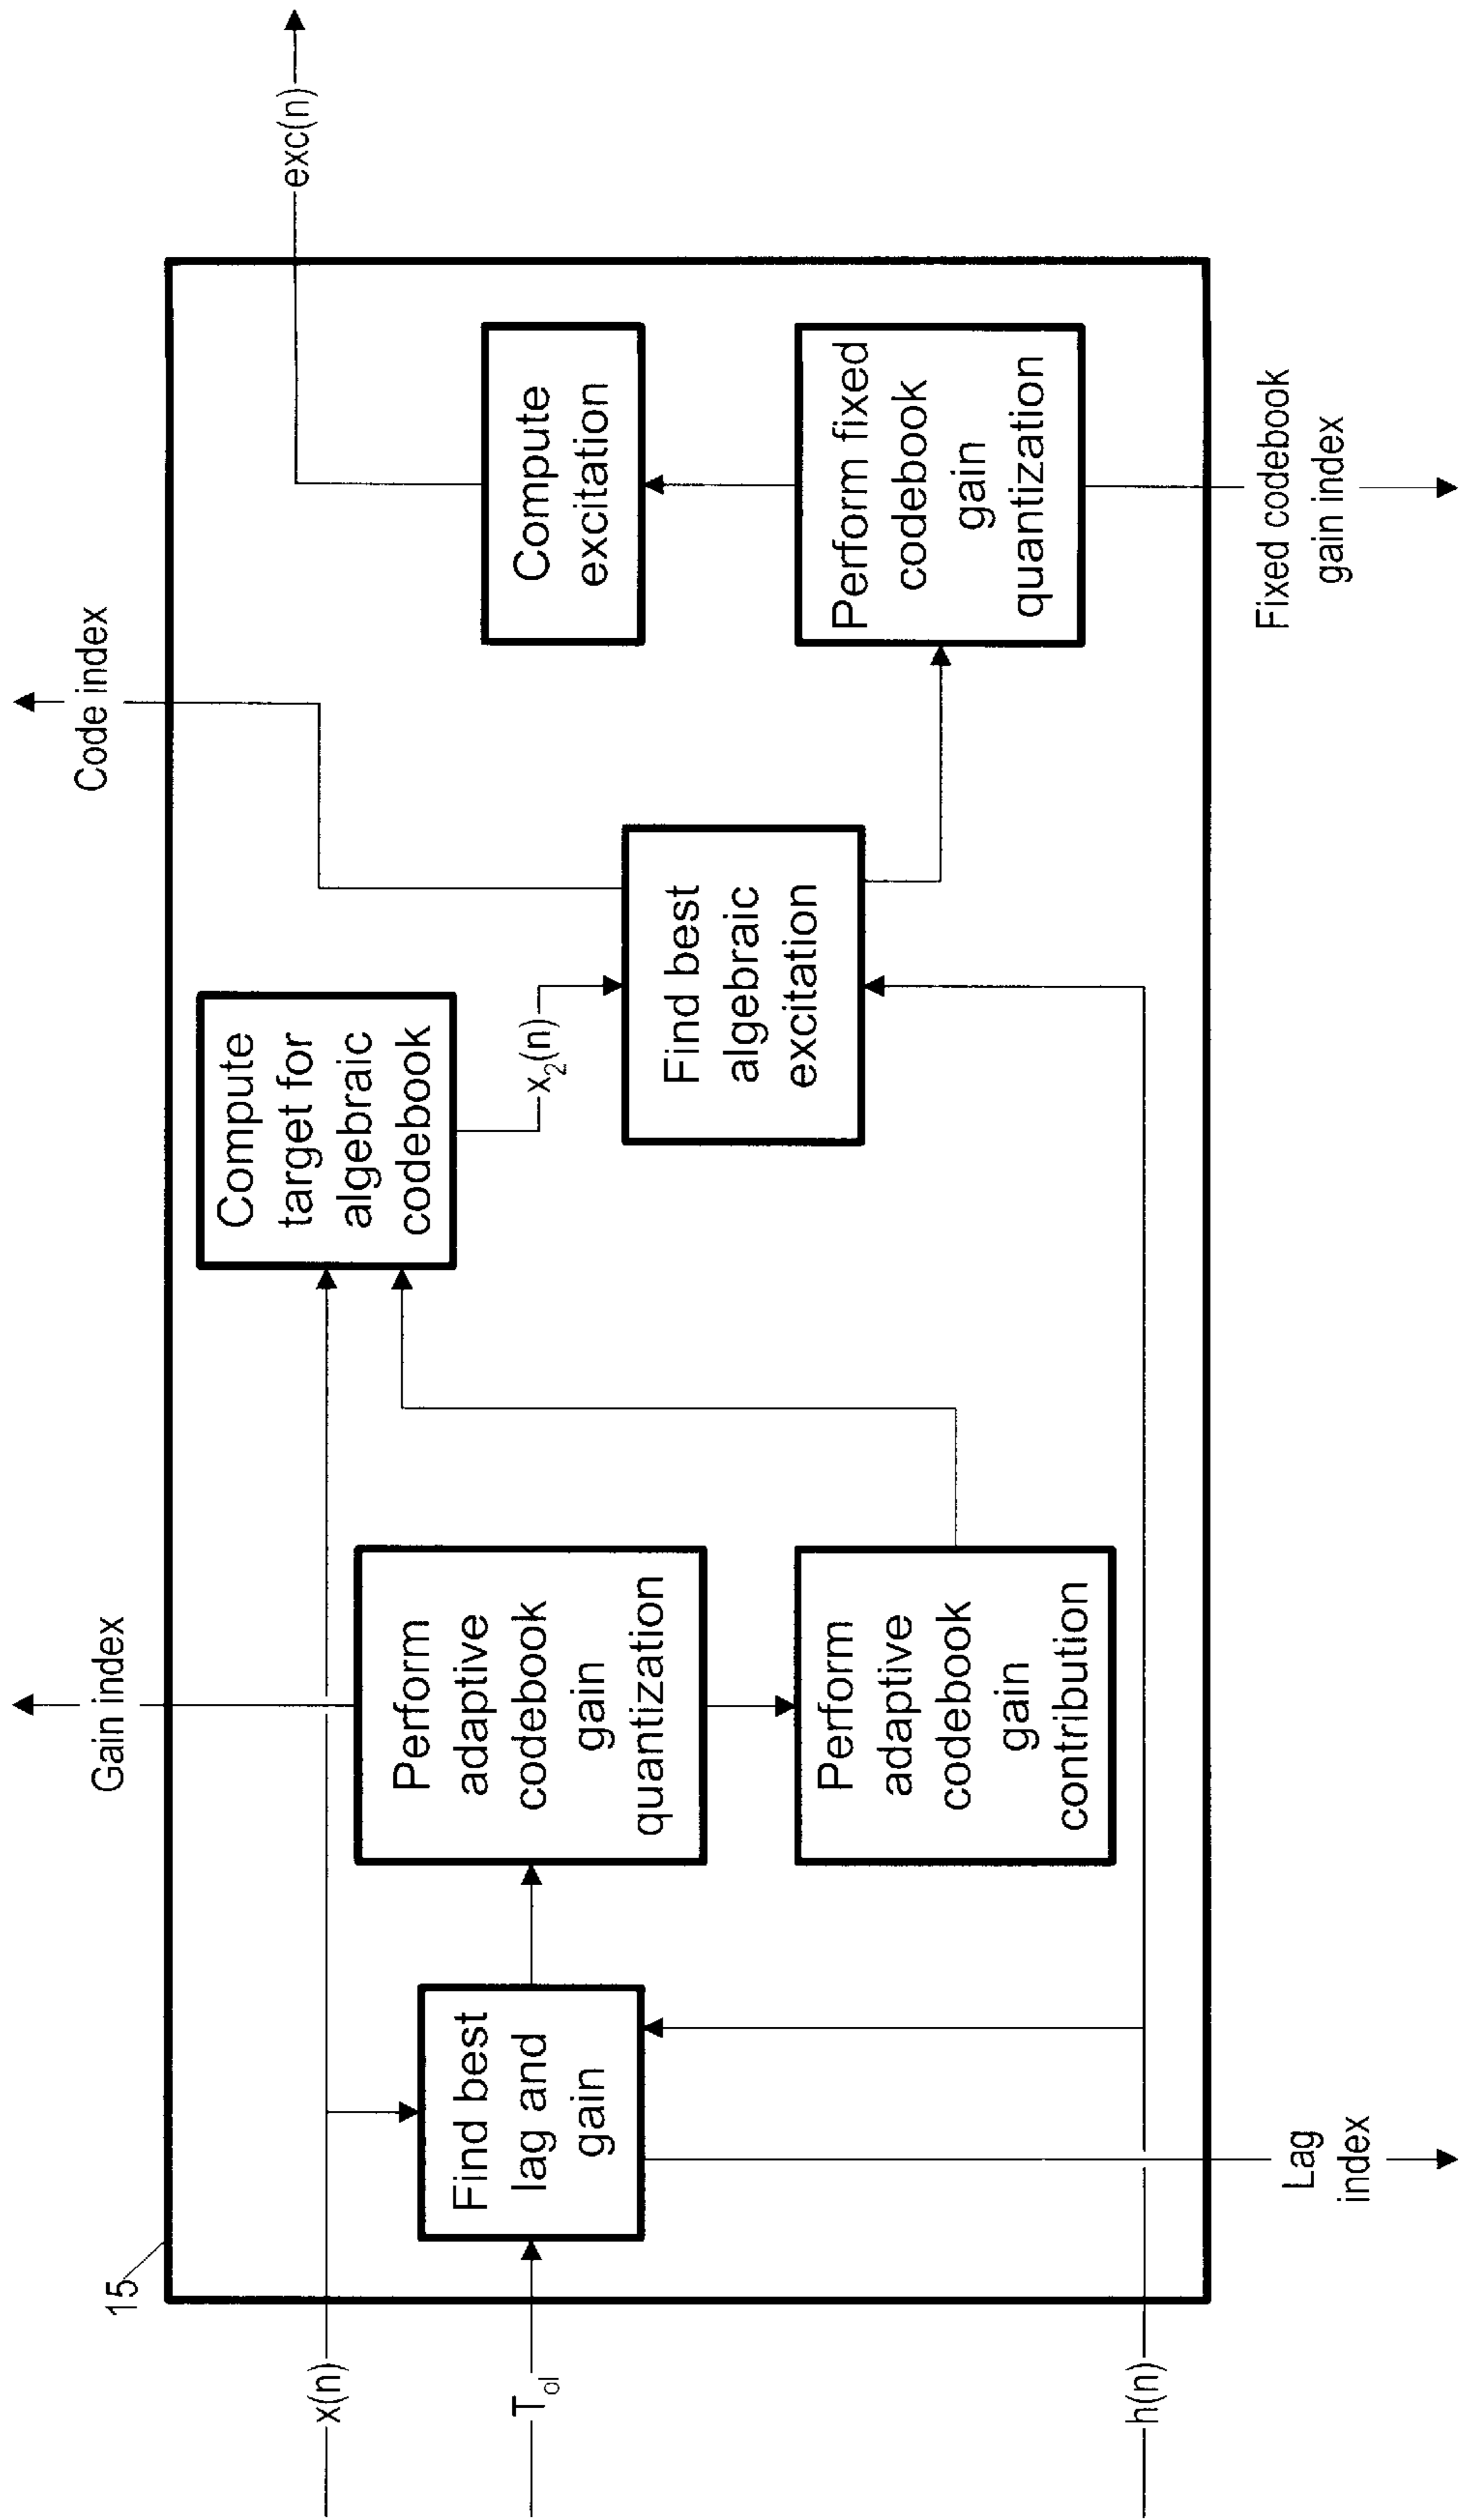 15
Gain index
Code index
x(n)
T_ol
h(n)
Find best
lag and
gain
Lag
index
Perform
adaptive
codebook
gain
quantization
Perform
adaptive
codebook
gain
contribution
Compute
target for
algebraic
codebook
x₂(n)
Find best
algebraic
excitation
Compute
excitation
exc(n)
Perform fixed
codebook
gain
quantization
Fixed codebook
gain index